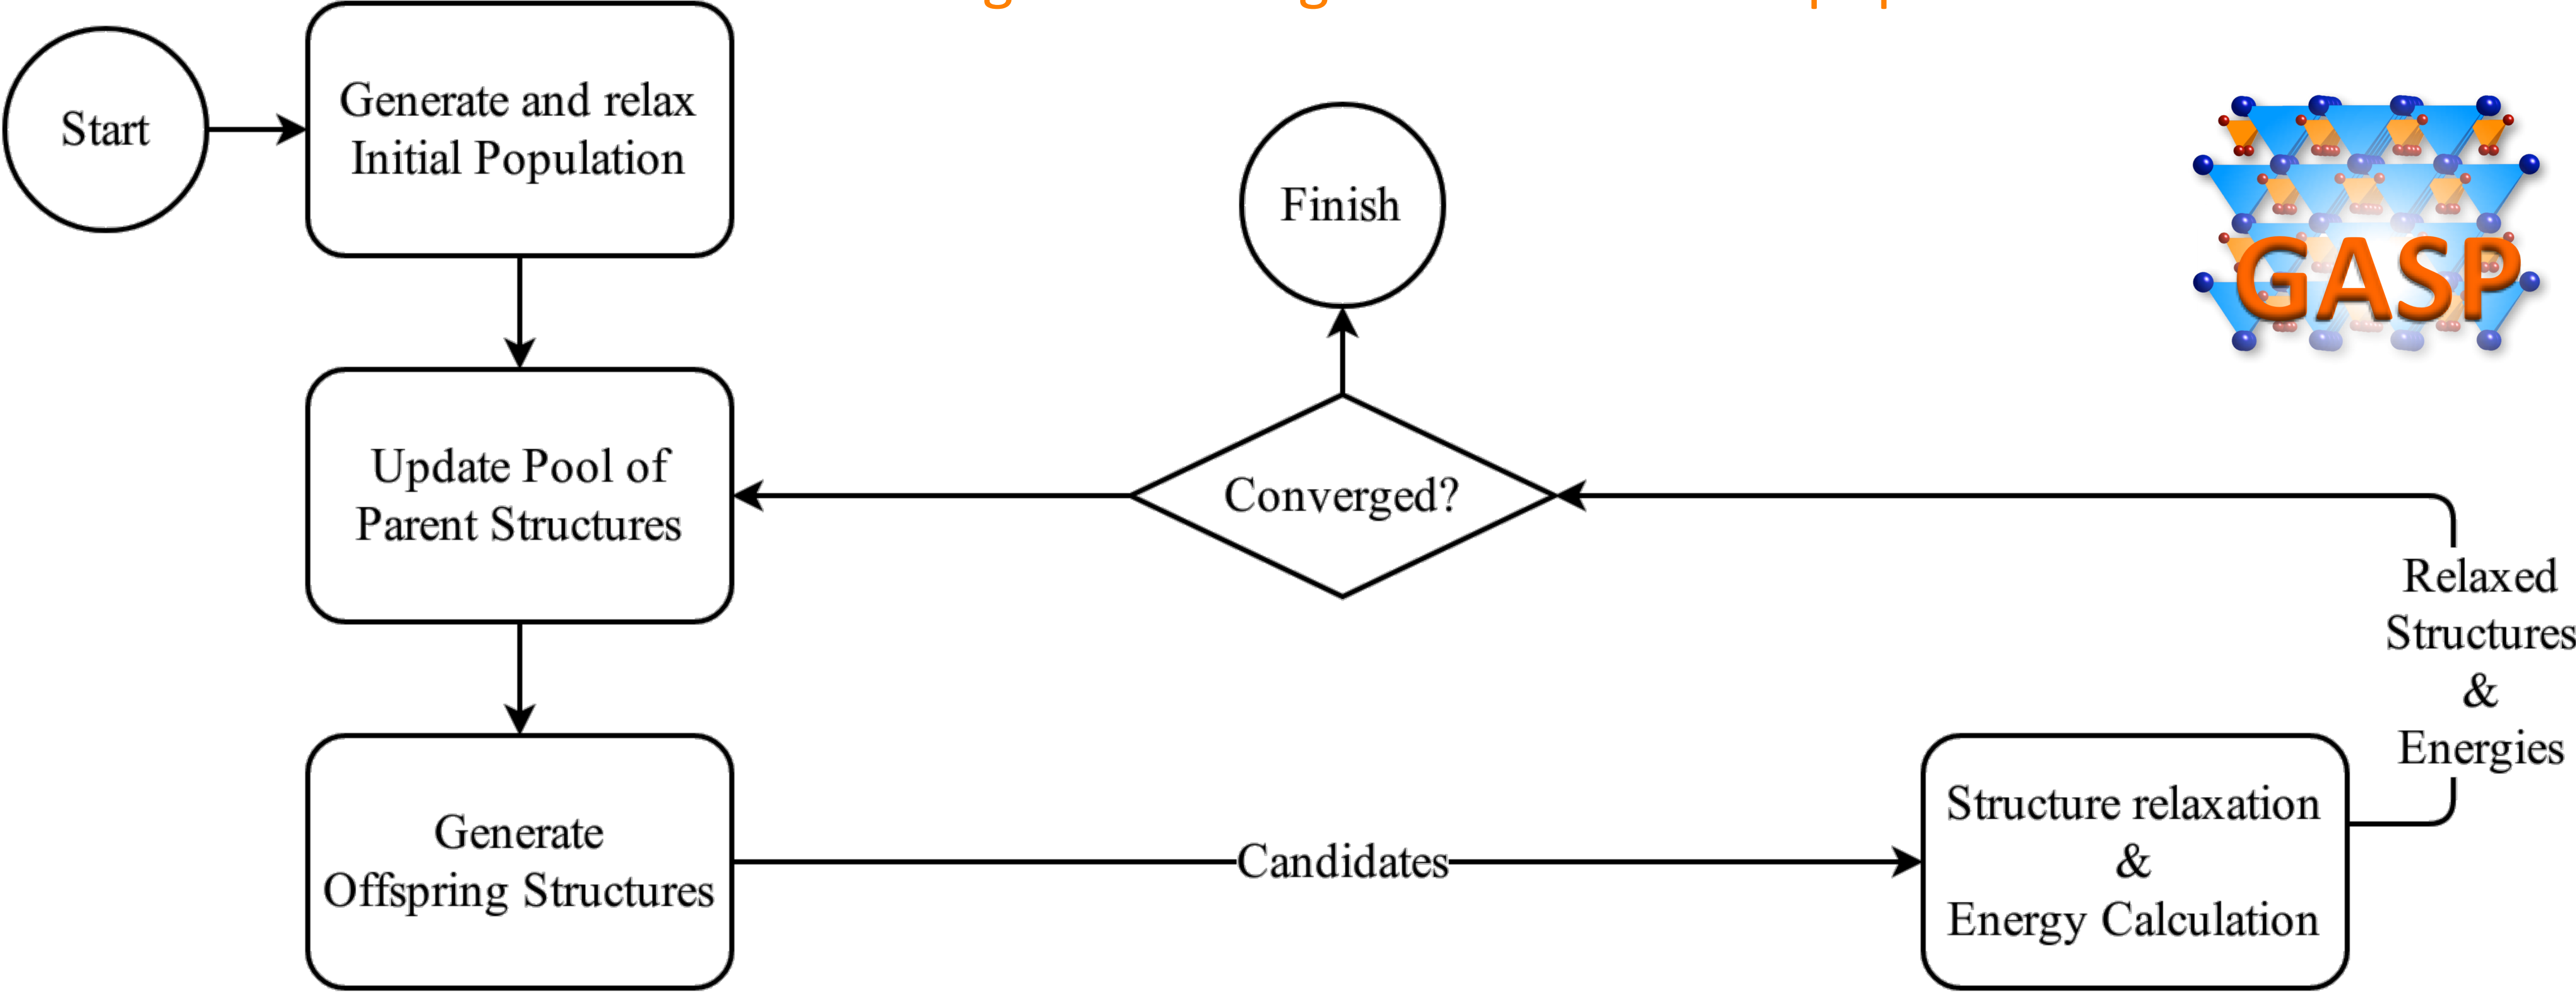 Start
Generate and relax
Initial Population
Finish
GASP
Update Pool of
Parent Structures
Converged?
Relaxed
Structures
&
Energies
Generate
Offspring Structures
Candidates
Structure relaxation
&
Energy Calculation